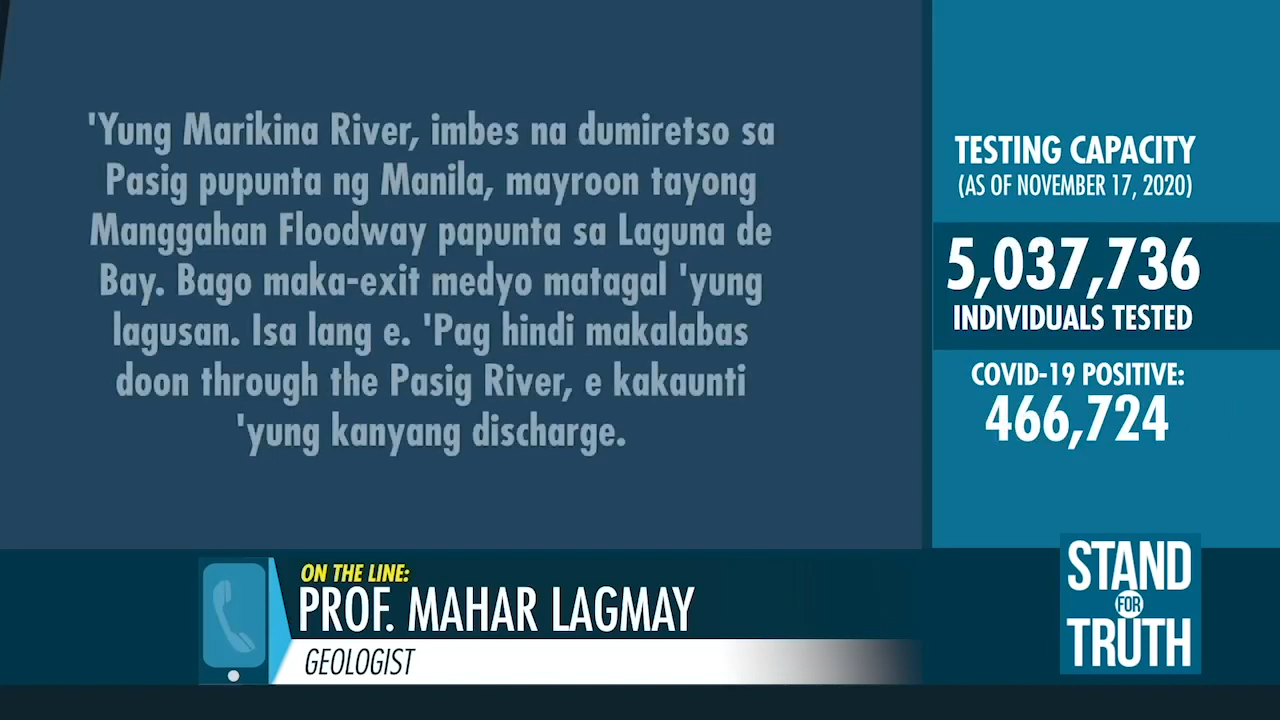 'Yung Marikina River, imbes na dumiretso sa
Pasig pupunta ng Manila, mayroon tayong
Manggahan Floodway papunta sa Laguna de
Bay. Bago maka-exit medyo matagal 'yung
lagusan. Isa lang e. 'Pag hindi makalabas
doon through the Pasig River, e kakaunti
'yung kanyang discharge.
TESTING CAPACITY
(AS OF NOVEMBER 17, 2020)
5,037,736
INDIVIDUALS TESTED
COVID-19 POSITIVE:
466,724
ON THE LINE:
PROF. MAHAR LAGMAY
GEOLOGIST
STAND
FOR
TRUTH